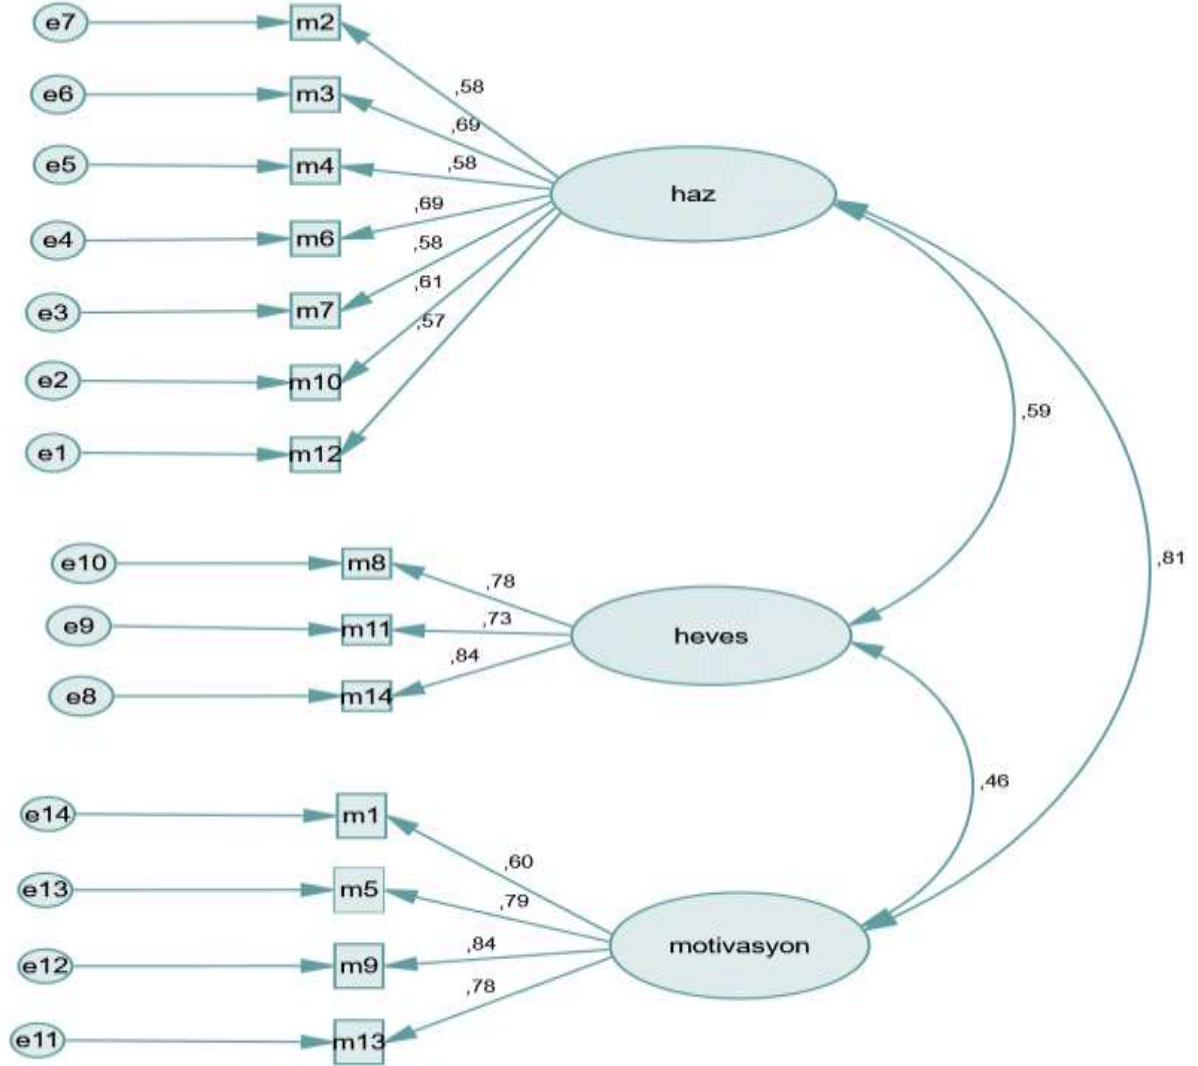 e7 m2
,58
e6 m3
,69
e5 m4 ,58
haz
,69
e4 m6
,58
,61
e3 m7
,57
e2 m10
,59
e1 m12
,81
e10 m8
,78
e9 m11 ,73
heves
,84
e8 m14
,46
e14 m1
,60
e13 m5 ,79
,84
motivasyon
e12 m9
,78
e11 m13